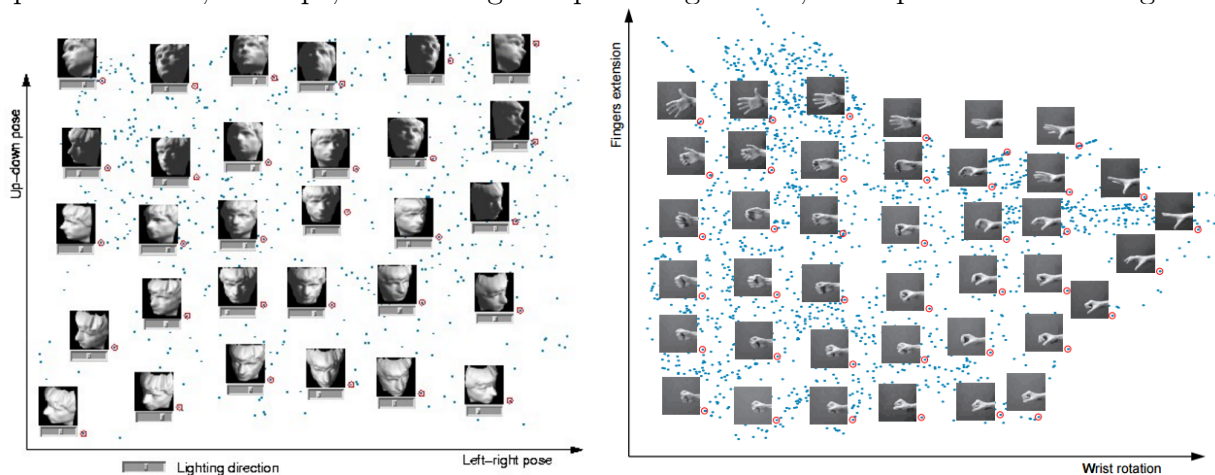 Up–down pose
Lighting direction
Left–right pose
Fingers extension
Wrist rotation